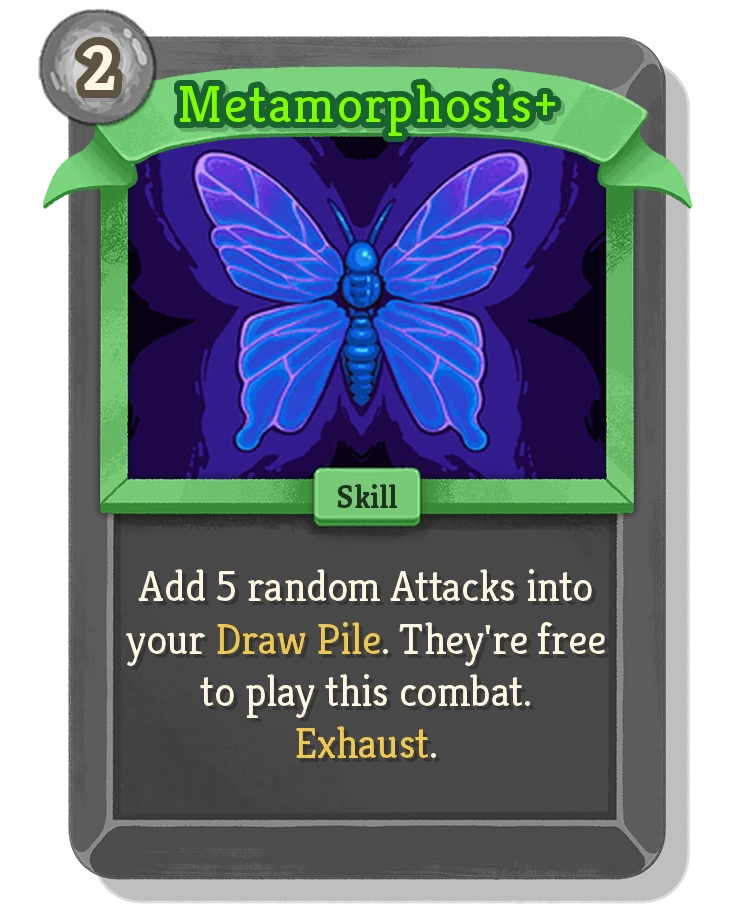 2
Metamorphosis+
Skill
Add 5 random Attacks into
your Draw Pile. They're free
to play this combat.
Exhaust.